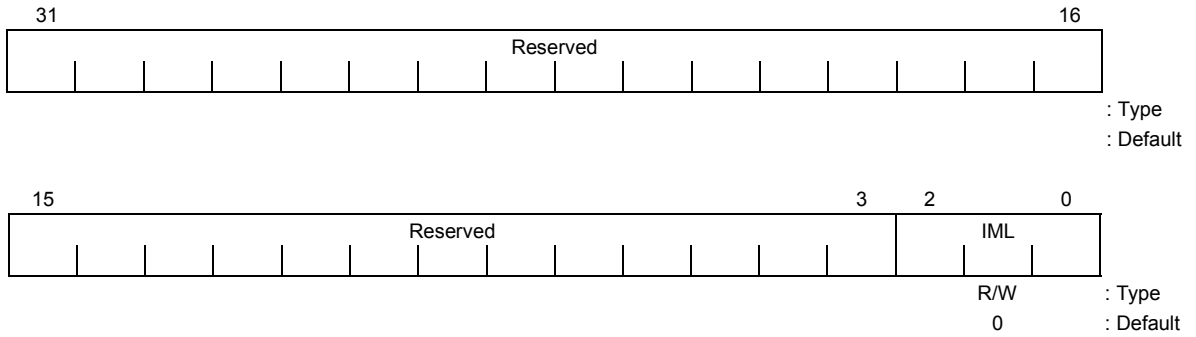 31 16
Reserved
: Type
: Default
15 3 2 0
Reserved IML
R/W : Type
0 : Default